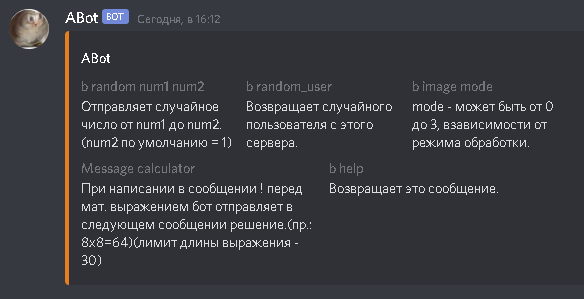 ABot БОТ Сегодня, в 16:12
ABot
b random num1 num2
Отправляет случайное
число от num1 до num2.
(num2 по умолчанию = 1)
b random_user
Возвращает случайного
пользователя с этого
сервера.
b image mode
mode - может быть от 0
до 3, взависимости от
режима обработки.
Message calculator
При написании в сообщении ! перед
мат. выражением бот отправляет в
следующем сообщении решение.(пр.:
8x8=64)(лимит длины выражения -
30)
b help
Возвращает это сообщение.